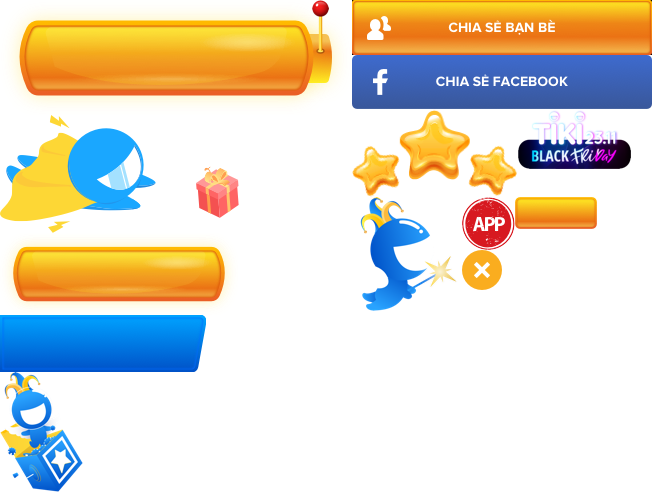 CHIA SẺ BẠN BÈ
CHIA SẺ FACEBOOK
TIKI 23.11
BLACK FRiDaY
APP